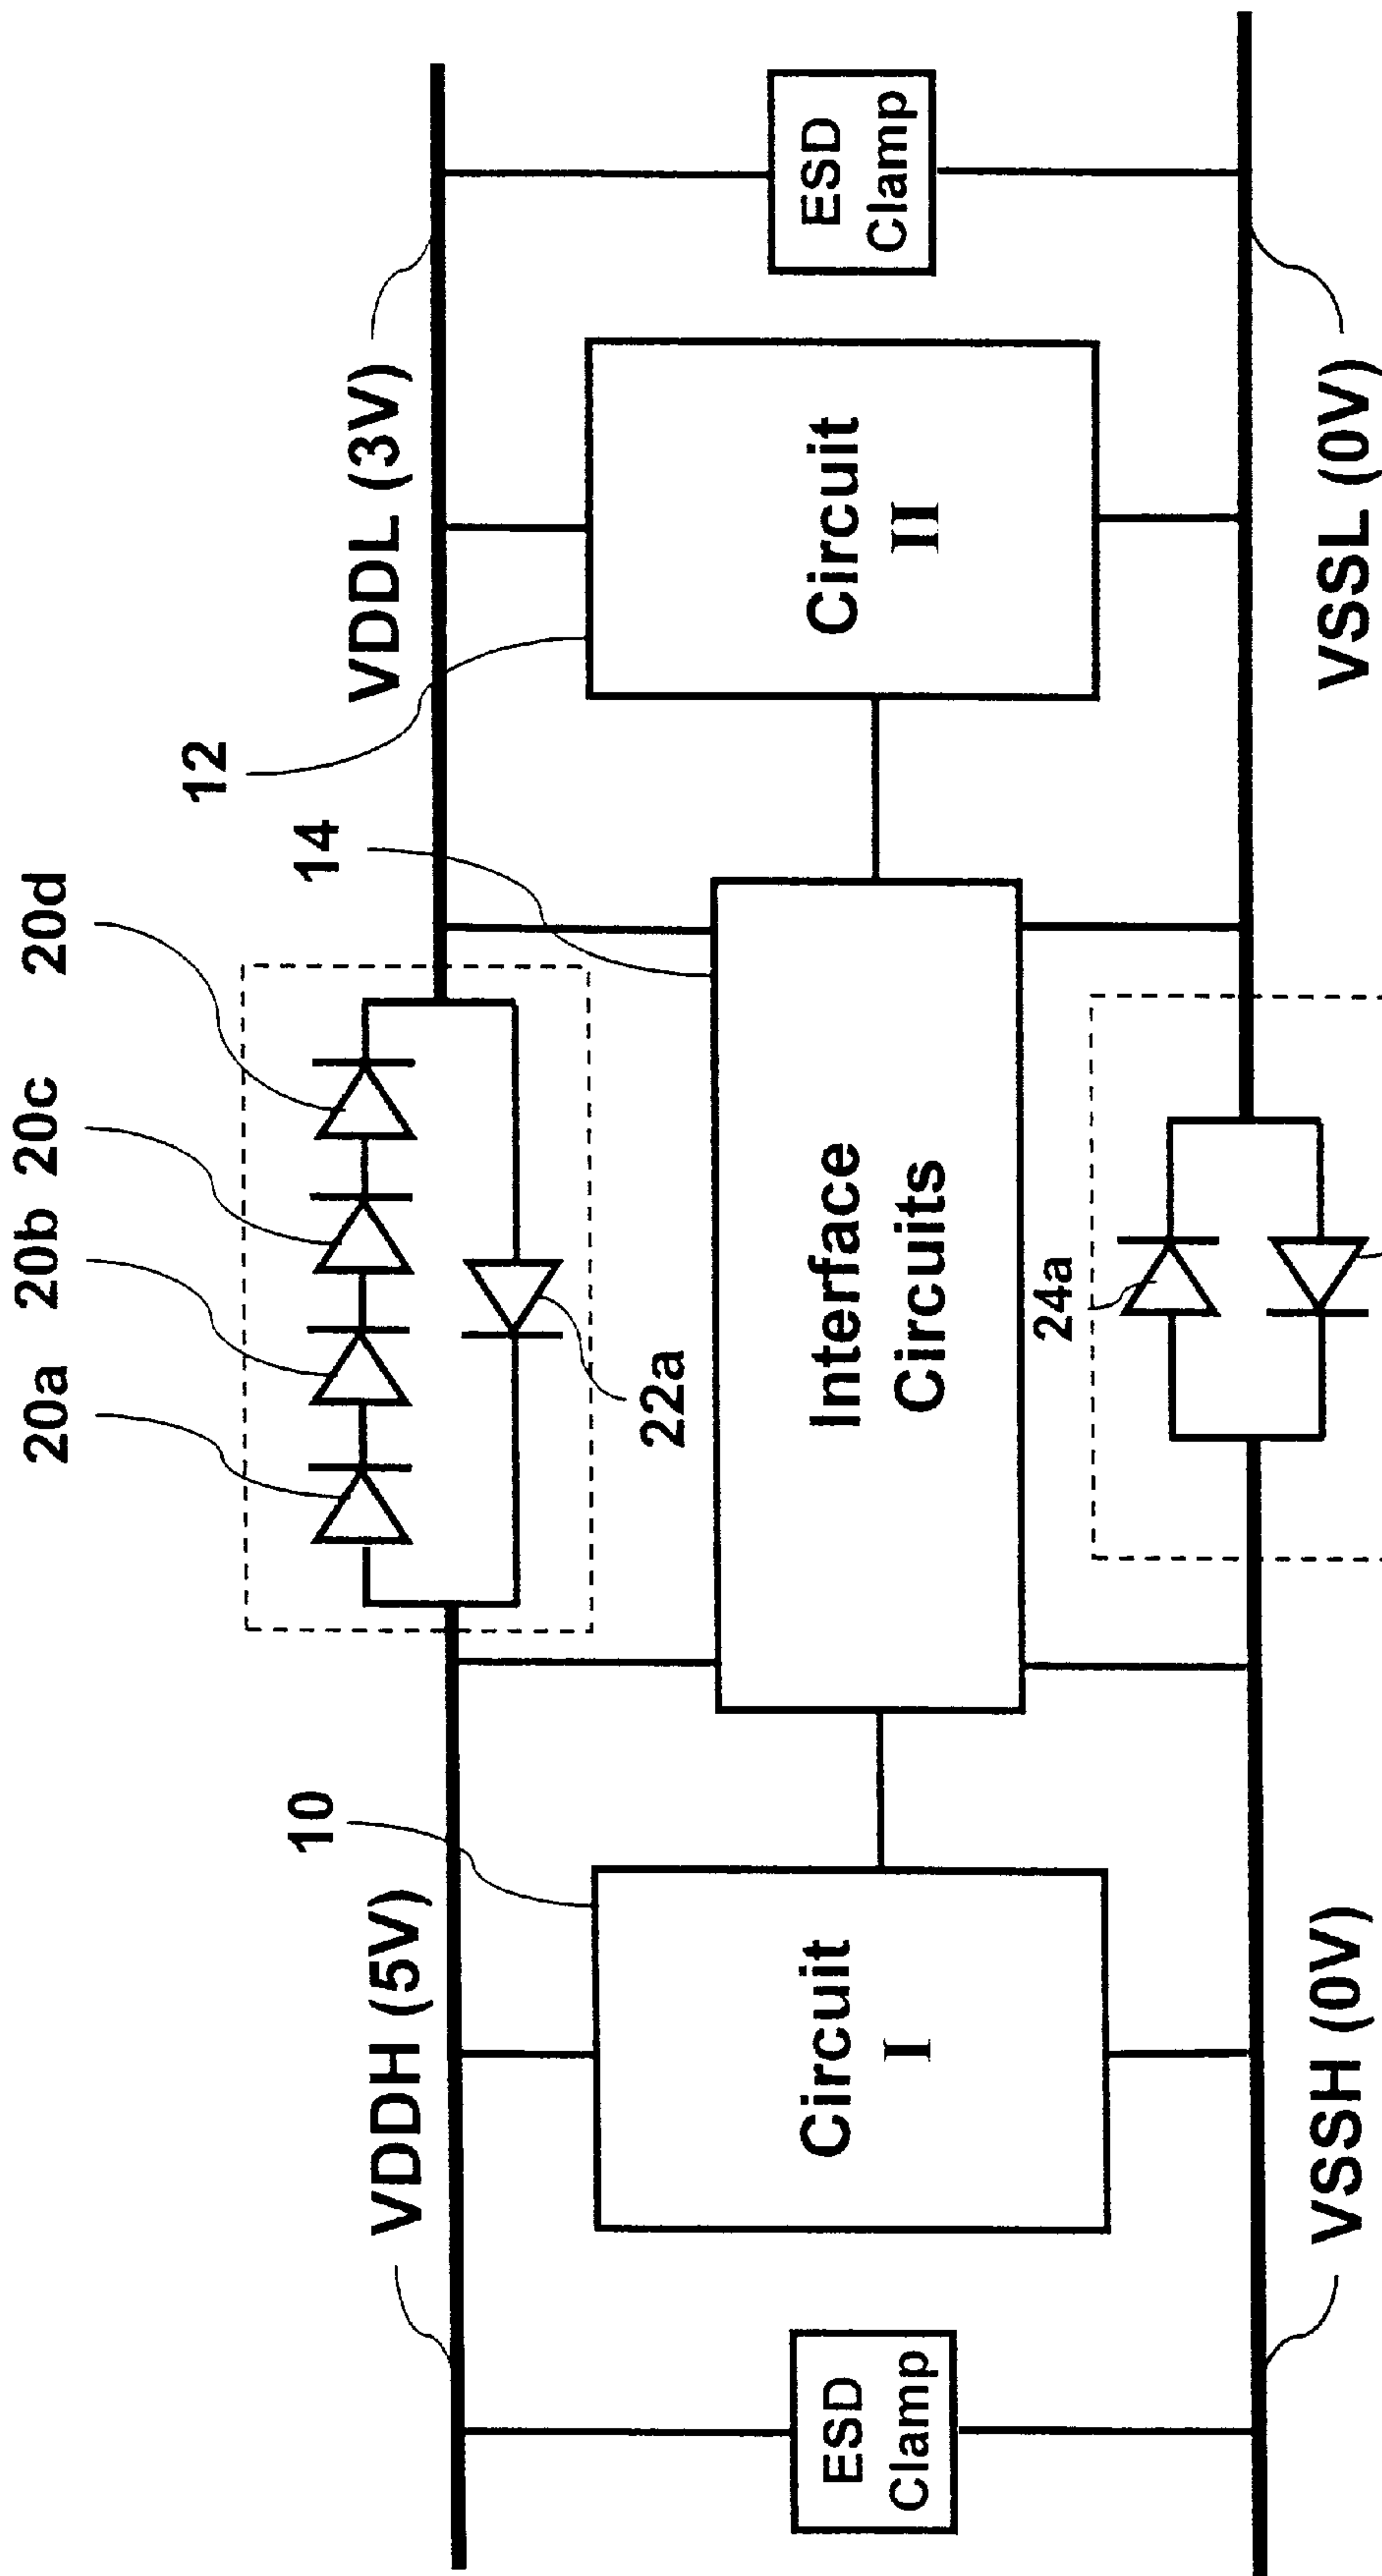 20a
20b
20c
20d
12
14
10
VDDH (5V)
VDDL (3V)
22a
ESD
Clamp
Circuit
I
Interface
Circuits
Circuit
II
ESD
Clamp
24a
VSSH (0V)
VSSL (0V)